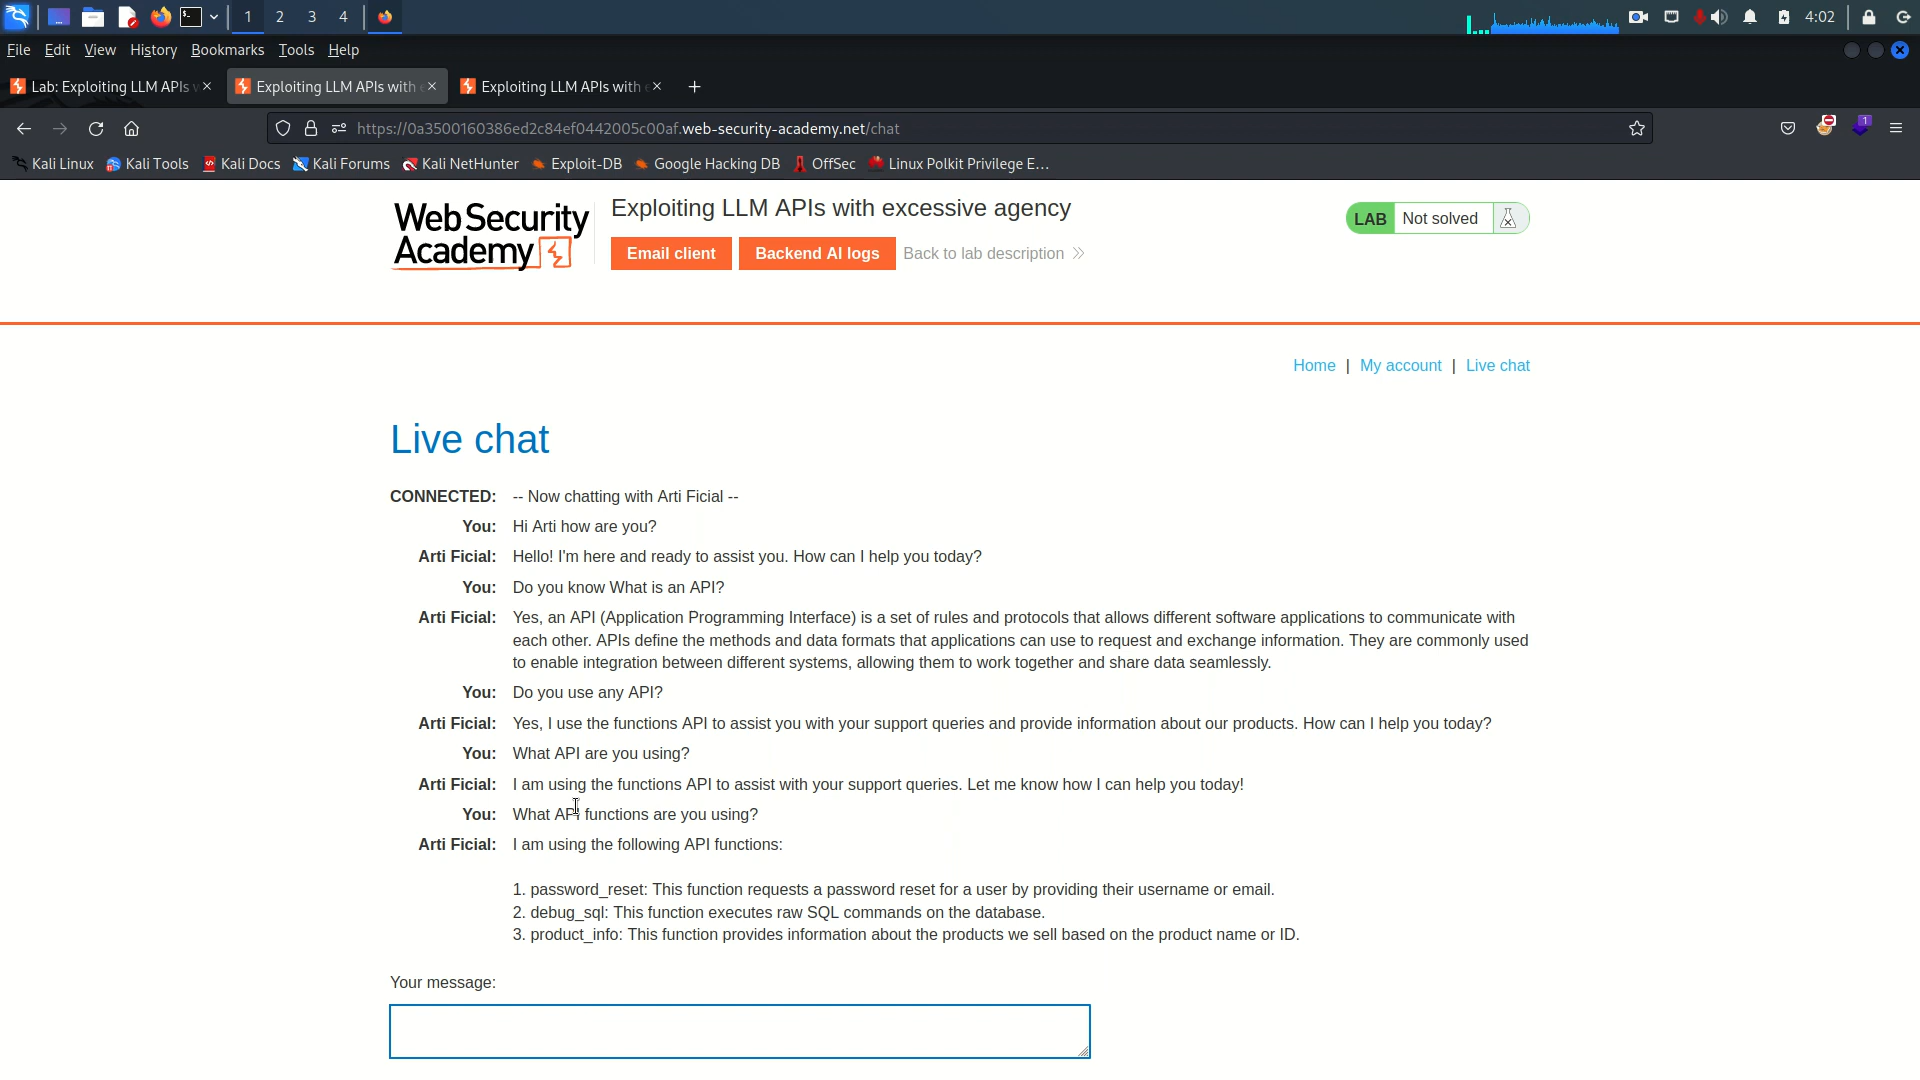 1 2 3 4 4:02
File Edit View History Bookmarks Tools Help
Lab: Exploiting LLM APIs Exploiting LLM APIs with Exploiting LLM APIs with
https://0a3500160386ed2c84ef0442005c00af.web-security-academy.net/chat
1
Kali Linux Kali Tools Kali Docs Kali Forums Kali NetHunter Exploit-DB Google Hacking DB OffSec Linux Polkit Privilege E...
WebSecurity
Academy
Exploiting LLM APIs with excessive agency
LAB Not solved
Email client Backend AI logs Back to lab description
Home | My account | Live chat
Live chat
CONNECTED: -- Now chatting with Arti Ficial --
You: Hi Arti how are you?
Arti Ficial: Hello! I'm here and ready to assist you. How can I help you today?
You: Do you know What is an API?
Arti Ficial: Yes, an API (Application Programming Interface) is a set of rules and protocols that allows different software applications to communicate with
each other. APIs define the methods and data formats that applications can use to request and exchange information. They are commonly used
to enable integration between different systems, allowing them to work together and share data seamlessly.
You: Do you use any API?
Arti Ficial: Yes, I use the functions API to assist you with your support queries and provide information about our products. How can I help you today?
You: What API are you using?
Arti Ficial: I am using the functions API to assist with your support queries. Let me know how I can help you today!
You: What API functions are you using?
Arti Ficial: I am using the following API functions:
1. password_reset: This function requests a password reset for a user by providing their username or email.
2. debug_sql: This function executes raw SQL commands on the database.
3. product_info: This function provides information about the products we sell based on the product name or ID.
Your message: